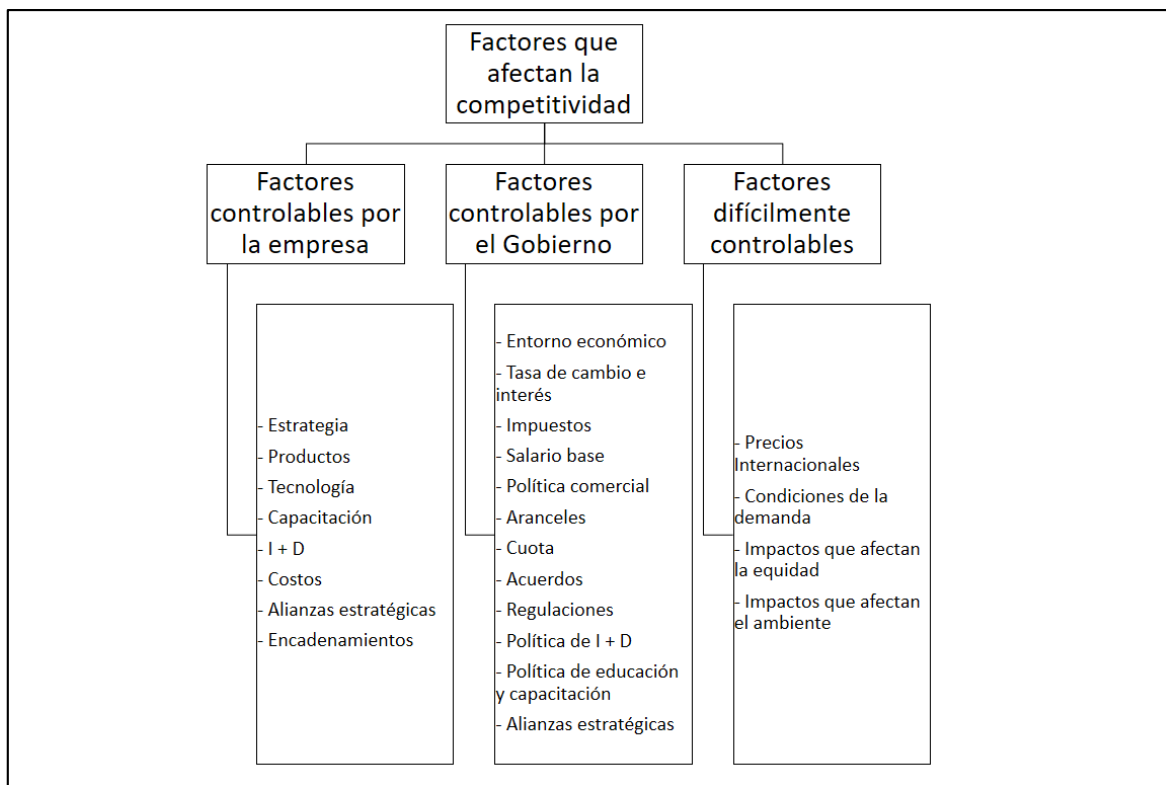 Factores que
afectan la
competitividad
Factores
controlables por
la empresa
Factores
controlables por
el Gobierno
Factores
difícilmente
controlables
- Estrategia
- Productos
- Tecnología
- Capacitación
- I + D
- Costos
- Alianzas estratégicas
- Encadenamientos
- Entorno económico
- Tasa de cambio e
interés
- Impuestos
- Salario base
- Política comercial
- Aranceles
- Cuota
- Acuerdos
- Regulaciones
- Política de I + D
- Política de educación
y capacitación
- Alianzas estratégicas
- Precios
Internacionales
- Condiciones de la
demanda
- Impactos que afectan
la equidad
- Impactos que afectan
el ambiente